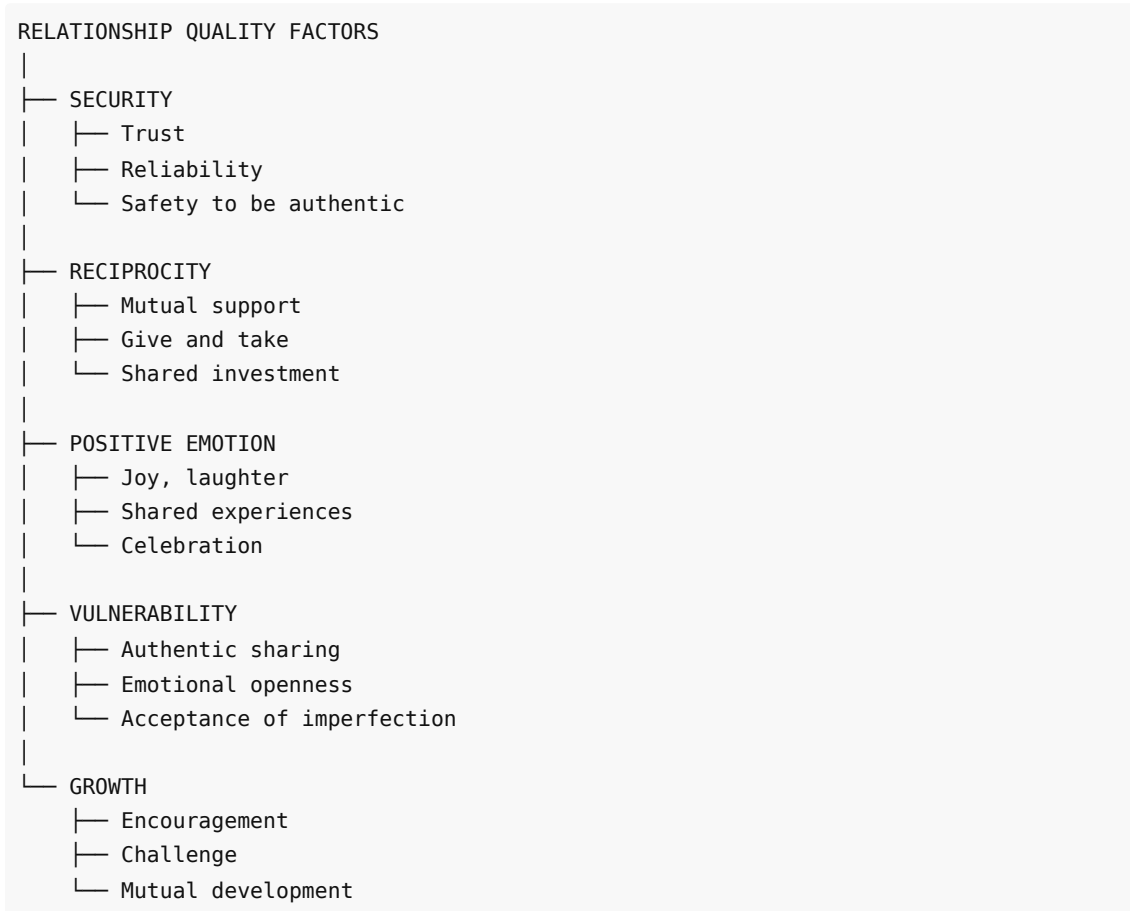 RELATIONSHIP QUALITY FACTORS
│
├── SECURITY
│   ├── Trust
│   ├── Reliability
│   └── Safety to be authentic
│
├── RECIPROCITY
│   ├── Mutual support
│   ├── Give and take
│   └── Shared investment
│
├── POSITIVE EMOTION
│   ├── Joy, laughter
│   ├── Shared experiences
│   └── Celebration
│
├── VULNERABILITY
│   ├── Authentic sharing
│   ├── Emotional openness
│   └── Acceptance of imperfection
│
└── GROWTH
    ├── Encouragement
    ├── Challenge
    └── Mutual development